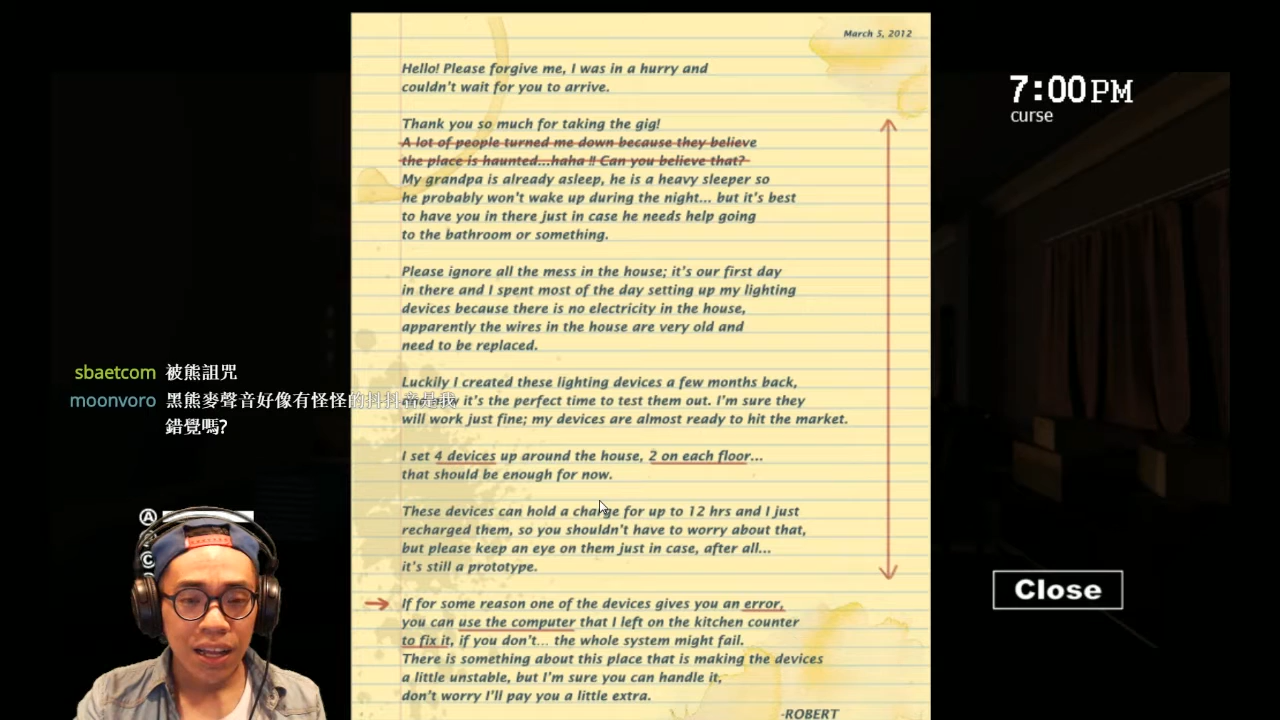 March 5, 2012
Hello! Please forgive me, I was in a hurry and
couldn't wait for you to arrive.
Thank you so much for taking the gig!
A lot of people turned me down because they believe
the place is haunted...haha !! Can you believe that?
My grandpa is already asleep, he is a heavy sleeper so
he probably won't wake up during the night... but it's best
to have you in there just in case he needs help going
to the bathroom or something.
Please ignore all the mess in the house; it's our first day
in there and I spent most of the day setting up my lighting
devices because there is no electricity in the house,
apparently the wires in the house are very old and
need to be replaced.
Luckily I created these lighting devices a few months back,
it's the perfect time to test them out. I'm sure they
will work just fine; my devices are almost ready to hit the market.
I set 4 devices up around the house, 2 on each floor...
that should be enough for now.
These devices can hold a charge for up to 12 hrs and I just
recharged them, so you shouldn't have to worry about that,
but please keep an eye on them just in case, after all...
it's still a prototype.
If for some reason one of the devices gives you an error,
you can use the computer that I left on the kitchen counter
to fix it, if you don't... the whole system might fail.
There is something about this place that is making the devices
a little unstable, but I'm sure you can handle it,
don't worry I'll pay you a little extra.
-ROBERT
7:00 PM
curse
Close
sbaetcom 被熊詛咒
moonvoro 黑熊麥聲音好像有怪怪的抖抖音是我
錯覺嗎?
A
C